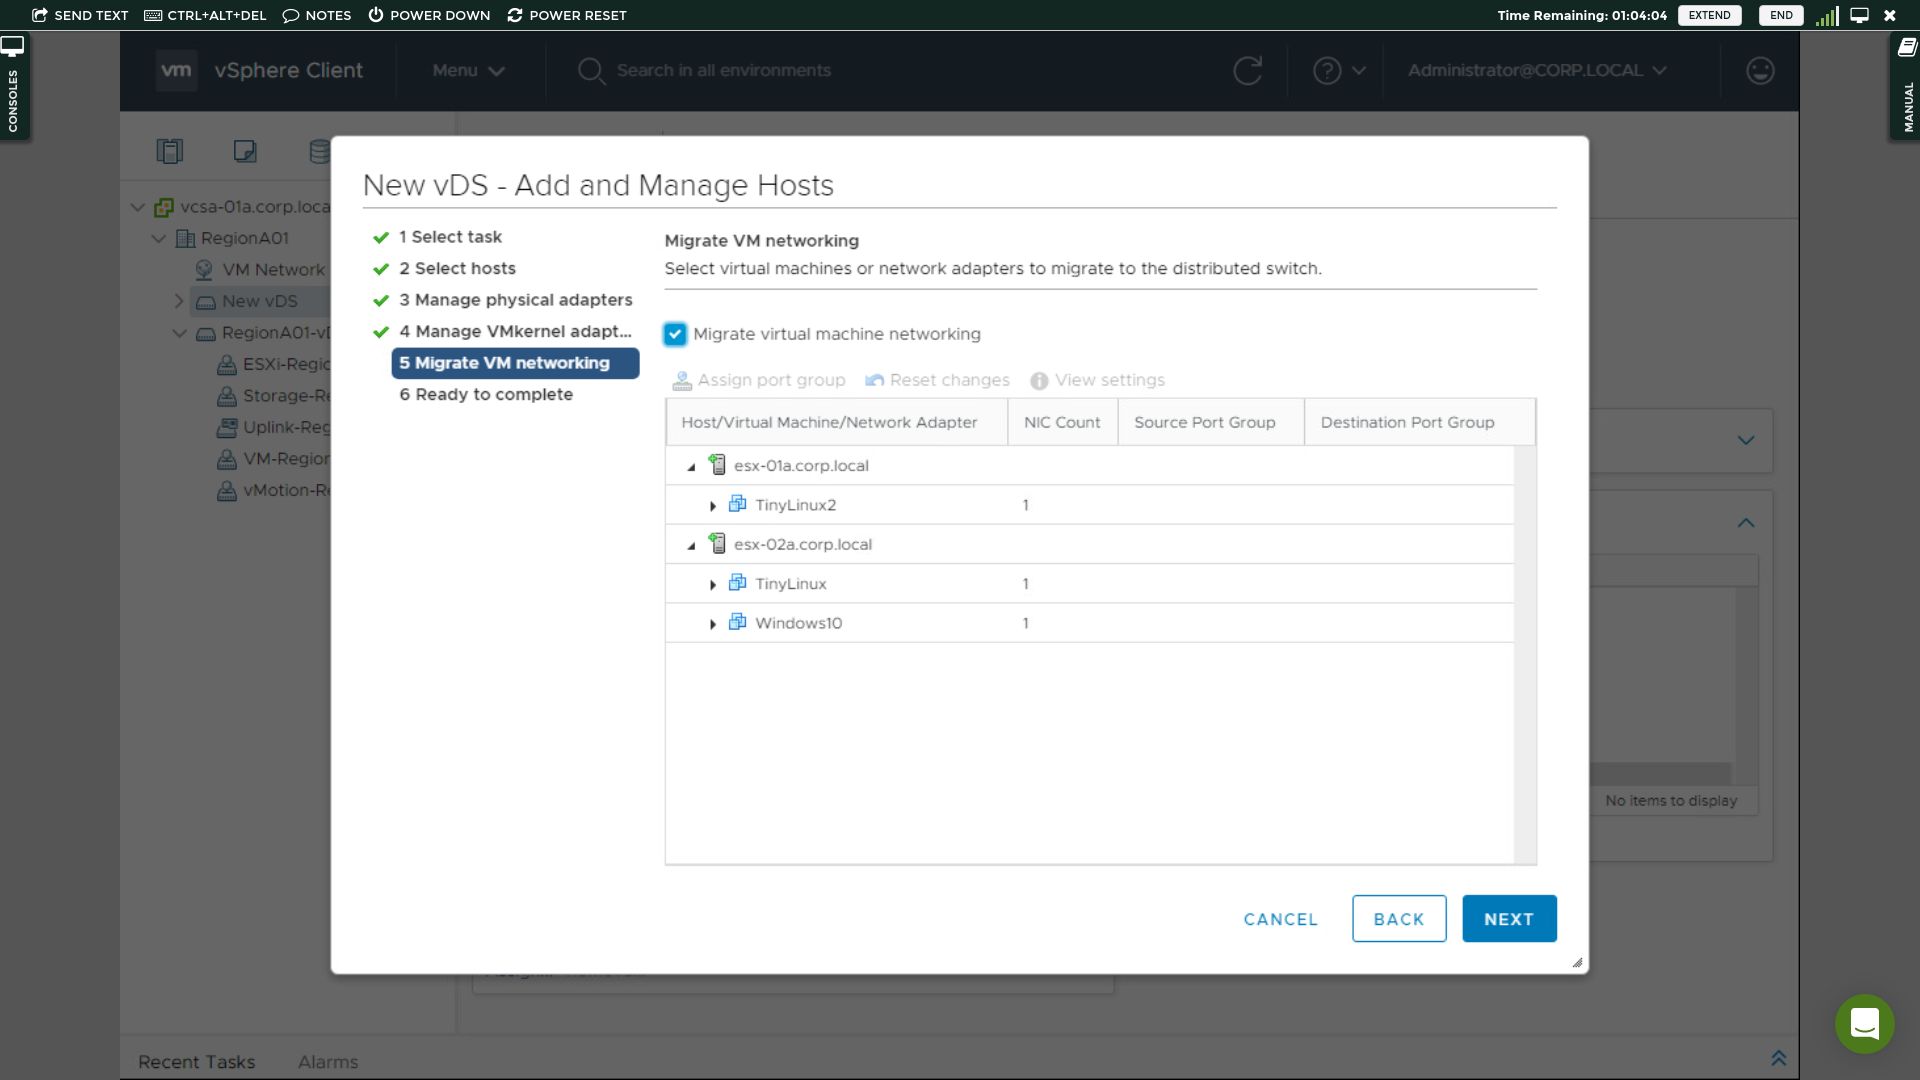 SEND TEXT CTRL+ALT+DEL NOTES POWER DOWN POWER RESET Time Remaining: 01:04:04 EXTEND END
CONSOLES
MANUAL
vm vSphere Client Menu Search in all environments ? Administrator@CORP.LOCAL
vcsa-01a.corp.loca
RegionA01
VM Network
New vDS
RegionA01-vD
ESXi-Regio
Storage-Re
Uplink-Reg
VM-Region
vMotion-Re
New vDS - Add and Manage Hosts
1 Select task
2 Select hosts
3 Manage physical adapters
4 Manage VMkernel adapt...
5 Migrate VM networking
6 Ready to complete
Migrate VM networking
Select virtual machines or network adapters to migrate to the distributed switch.
Migrate virtual machine networking
Assign port group Reset changes View settings
Host/Virtual Machine/Network Adapter NIC Count Source Port Group Destination Port Group
esx-01a.corp.local
TinyLinux2 1
esx-02a.corp.local
TinyLinux 1
Windows10 1
No items to display
CANCEL BACK NEXT
Recent Tasks Alarms